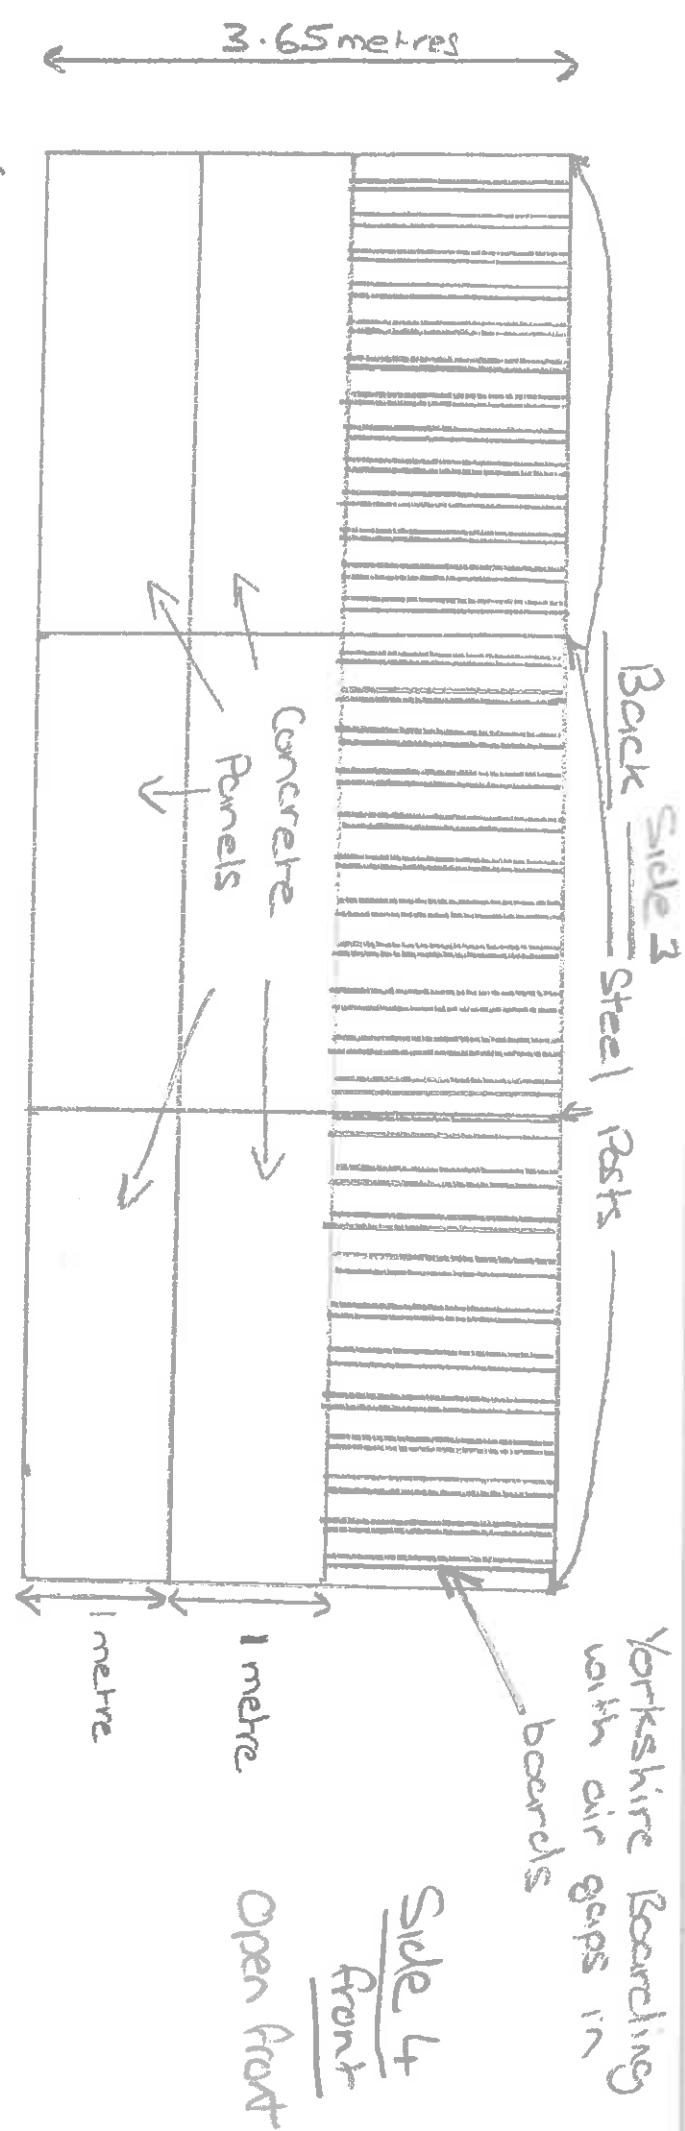 3.65 metres
Back Side 3
Steel Posts
Concrete
Panels
1 metre
1 metre
Yorkshire Boarding
with air gaps in
boards
Side 4
front
Open front